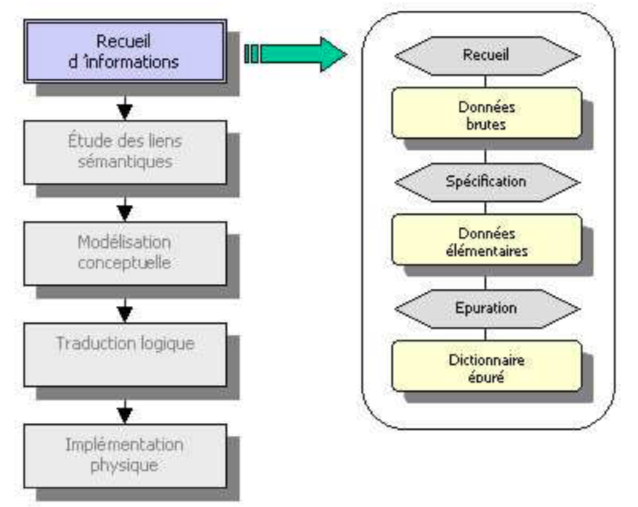 Recueil
d 'informations
Étude des liens
sémantiques
Modélisation
conceptuelle
Traduction logique
Implémentation
physique
Recueil
Données
brutes
Spécification
Données
élémentaires
Epuration
Dictionnaire
épuré